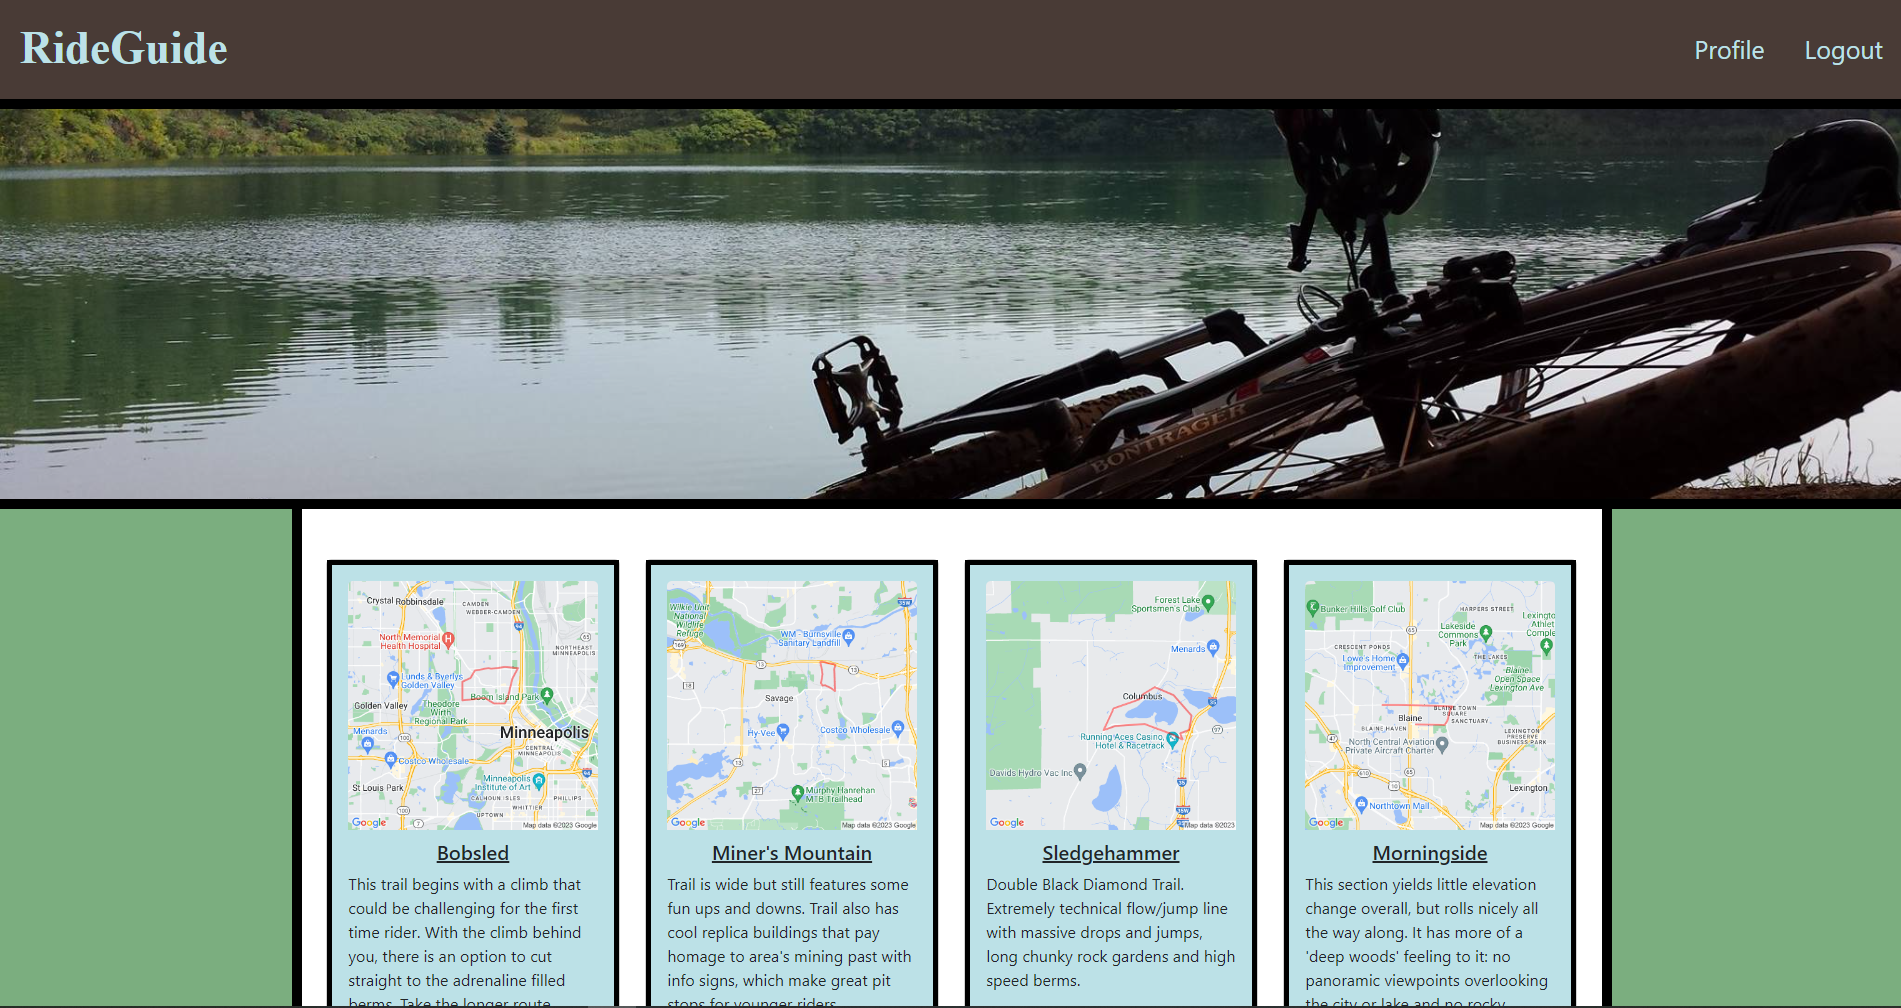 RideGuide
Profile
Logout
BONTRAGER
Crystal
Robbinsdale
CAMDEN
WEBBER-CAMDEN
North Memorial
Health Hospital
NORTHEAST
MINNEAPOLIS
Lunds & Byerlys
Golden Valley
Boom Island Park
Golden Valley
Theodore
Wirth
Regional Park
Minneapolis
Menards
CENTRAL
MINNEAPOLIS
Costco Wholesale
Minneapolis
Institute of Art
St Louis Park
CALHOUN ISLES
PHILLIPS
WHITTIER
UPTOWN
Google
Map data ©2023 Google
Bobsled
This trail begins with a climb that
could be challenging for the first
time rider. With the climb behind
you, there is an option to cut
straight to the adrenaline filled
berms. Take the longer route
Wilkie Unit
National
Wildlife
Refuge
WM - Burnsville
Sanitary Landfill
Savage
Hy-Vee
Costco Wholesale
Murphy-Hanrehan
MTB Trailhead
Google
Map data ©2023 Google
Miner's Mountain
Trail is wide but still features some
fun ups and downs. Trail also has
cool replica buildings that pay
homage to area's mining past with
info signs, which make great pit
stops for younger riders.
Forest Lake
Sportsmen's Club
Menards
Columbus
Running Aces Casino,
Hotel & Racetrack
Davids Hydro Vac Inc
Google
Map data ©2023
Sledgehammer
Double Black Diamond Trail.
Extremely technical flow/jump line
with massive drops and jumps,
long chunky rock gardens and high
speed berms.
Bunker Hills Golf Club
HARPERS STREET
Lexingto
Athlet
Comple
Lakeside
Commons
Park
CRESCENT PONDS
THE LAKES
Lowe's Home
Improvement
Blaine
Open Space
Lexington Ave
BLAINE TOWN
SQUARE
SANCTUARY
Blaine
BLAINE HAVEN
LEXINGTON
PRESERVE
BUSINESS PARK
North Central Aviation
Private Aircraft Charter
Lexington
Northtown Mall
Google
Map data ©2023 Google
Morningside
This section yields little elevation
change overall, but rolls nicely all
the way along. It has more of a
'deep woods' feeling to it: no
panoramic viewpoints overlooking
the city or lake and no rocky